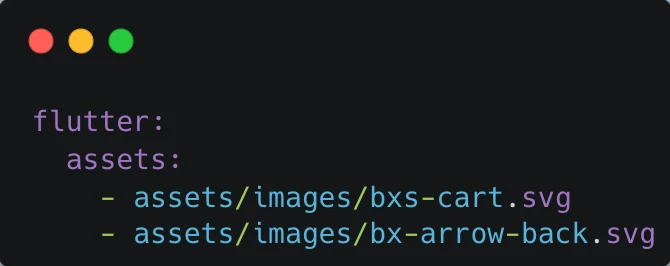 flutter:
  assets:
    - assets/images/bxs-cart.svg
    - assets/images/bx-arrow-back.svg